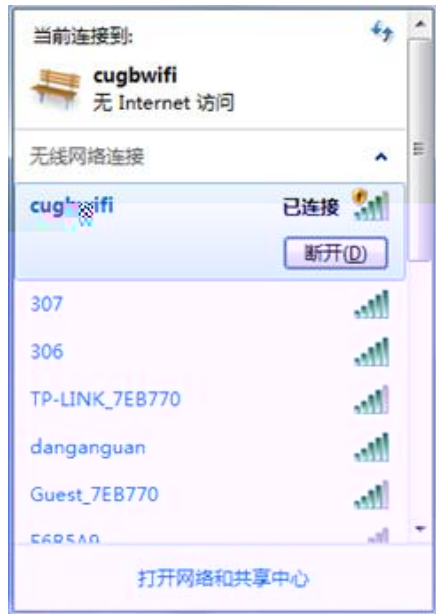 当前连接到:
cugbwifi
无 Internet 访问
无线网络连接
cugbwifi 已连接
断开(D)
307
306
TP-LINK_7EB770
danganguan
Guest_7EB770
打开网络和共享中心